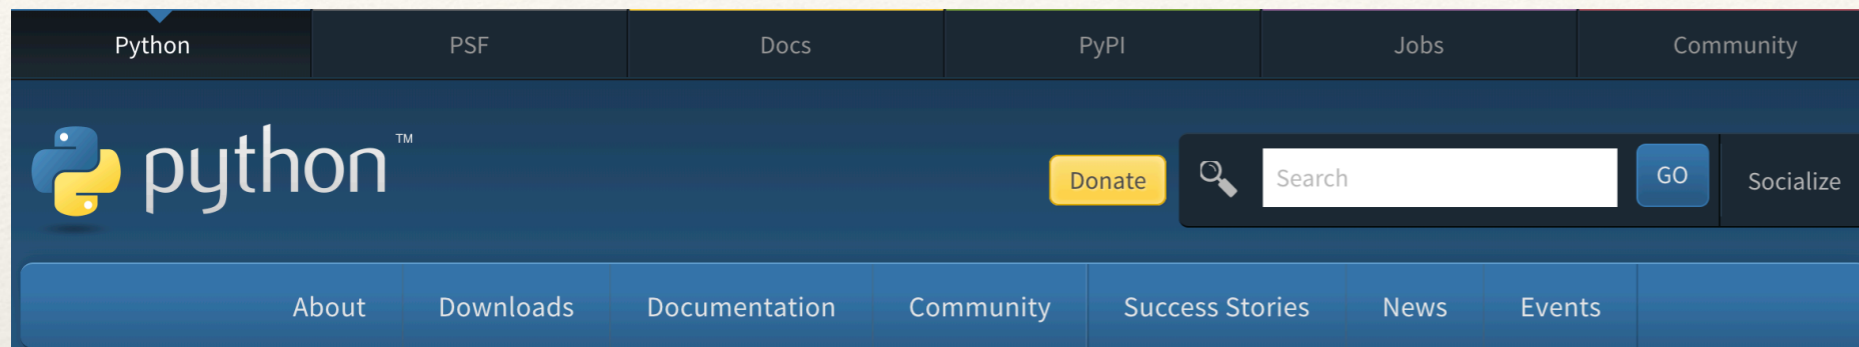 Python PSF Docs PyPI Jobs Community
python™ Donate Search GO Socialize
About Downloads Documentation Community Success Stories News Events